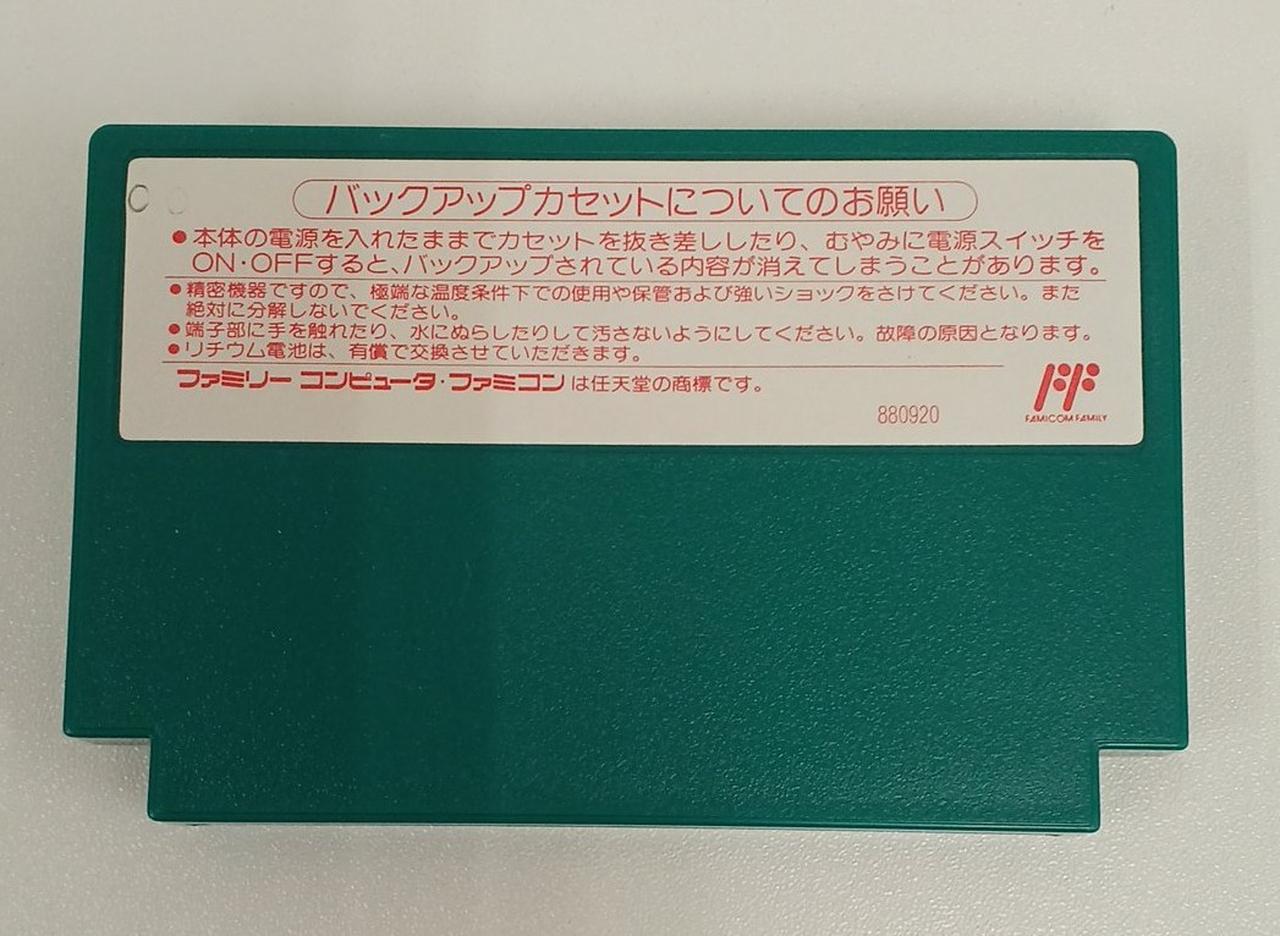 バックアップカセットについてのお願い
●本体の電源を入れたままでカセットを抜き差ししたり、むやみに電源スイッチを
ON・OFFすると、バックアップされている内容が消えてしまうことがあります。
●精密機器ですので、極端な温度条件下での使用や保管および強いショックをさけてください。また
絶対に分解しないでください。
●端子部に手を触れたり、水にぬらしたりして汚さないようにしてください。故障の原因となります。
●リチウム電池は、有償で交換させていただきます。
ファミリー コンピュータ・ファミコンは任天堂の商標です。
880920
FF
FAMICOM FAMILY